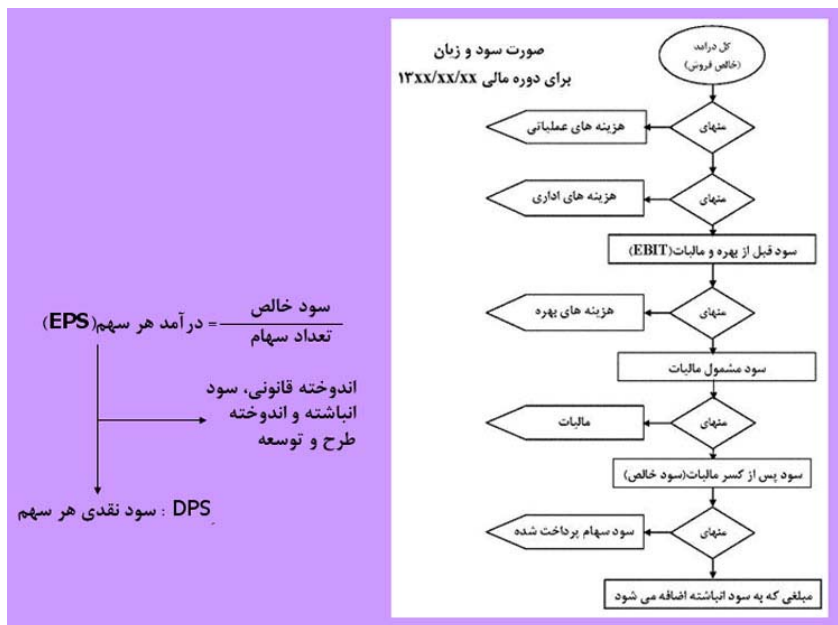 صورت سود و زیان
برای دوره مالی ۱۳xx/xx/xx
کل درامد
(خالص فروش)
منهای
هزینه های عملیاتی
منهای
هزینه های اداری
سود قبل از بهره و مالیات(EBIT)
منهای
هزینه های بهره
سود مشمول مالیات
منهای
مالیات
سود پس از کسر مالیات(سود خالص)
منهای
سود سهام پرداخت شده
مبلغی که به سود انباشته اضافه می شود
درآمد هر سهم(EPS) =
سود خالص
تعداد سهام
اندوخته قانونی، سود
انباشته و اندوخته
طرح و توسعه
DPS : سود نقدی هر سهم